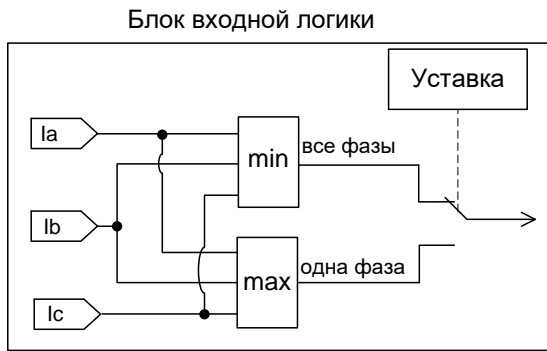 Блок входной логики
Уставка
Ia
min
все фазы
Ib
max
одна фаза
Ic